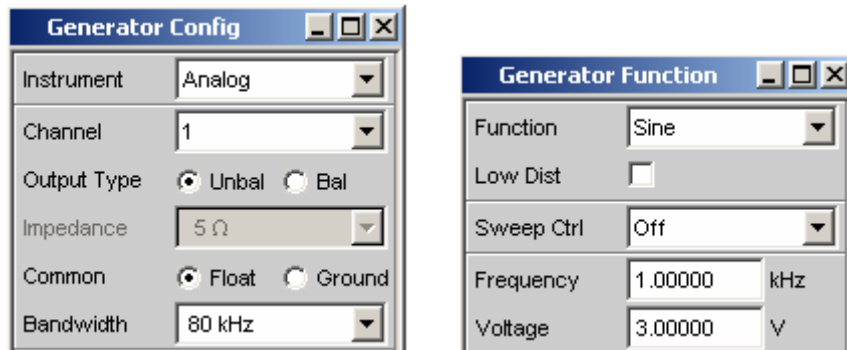 Generator Config
Instrument Analog
Channel 1
Output Type Unbal Bal
Impedance 5 Ω
Common Float Ground
Bandwidth 80 kHz
Generator Function
Function Sine
Low Dist
Sweep Ctrl Off
Frequency 1.00000 kHz
Voltage 3.00000 V